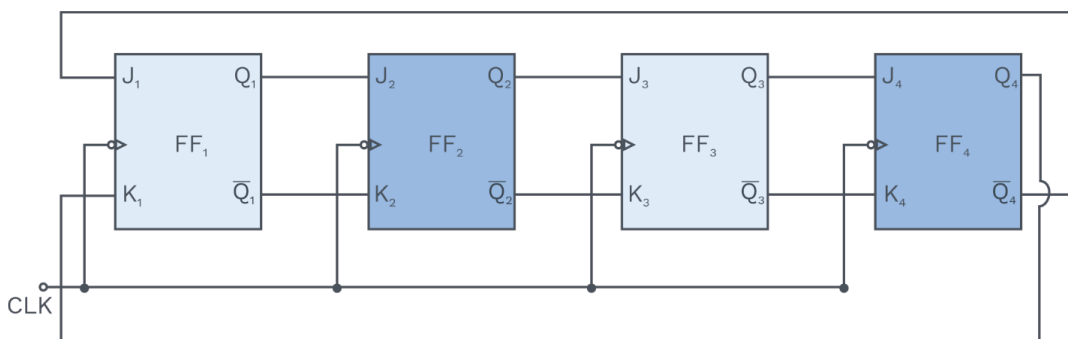 J₁ Q₁ J₂ Q₂ J₃ Q₃ J₄ Q₄
FF₁ FF₂ FF₃ FF₄
K₁ Q̅₁ K₂ Q̅₂ K₃ Q̅₃ K₄ Q̅₄
CLK